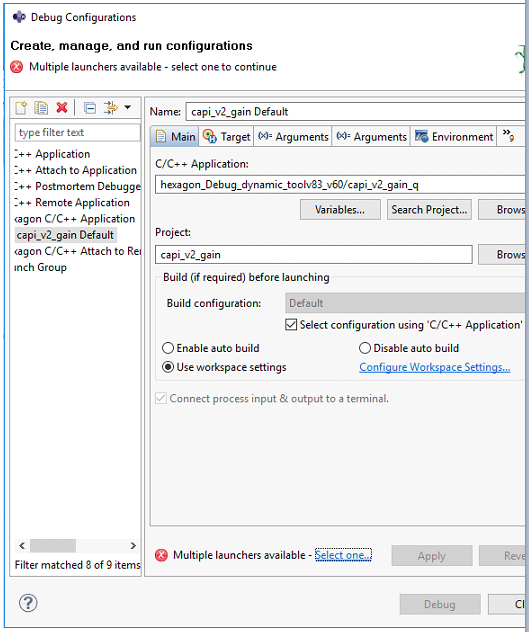 Debug Configurations
Create, manage, and run configurations
Multiple launchers available - select one to continue
type filter text
C++ Application
C++ Attach to Application
C++ Postmortem Debugge
C++ Remote Application
xagon C/C++ Application
capi_v2_gain Default
xagon C/C++ Attach to Rer
inch Group
Filter matched 8 of 9 items
Name: capi_v2_gain Default
Main Target (x)= Arguments (x)= Arguments Environment »
C/C++ Application:
hexagon_Debug_dynamic_toolv83_v60/capi_v2_gain_q
Variables... Search Project... Brows
Project:
capi_v2_gain Brows
Build (if required) before launching
Build configuration: Default
Select configuration using 'C/C++ Application'
Enable auto build Disable auto build
Use workspace settings Configure Workspace Settings...
Connect process input & output to a terminal.
Multiple launchers available - Select one... Apply Reve
? Debug Cl